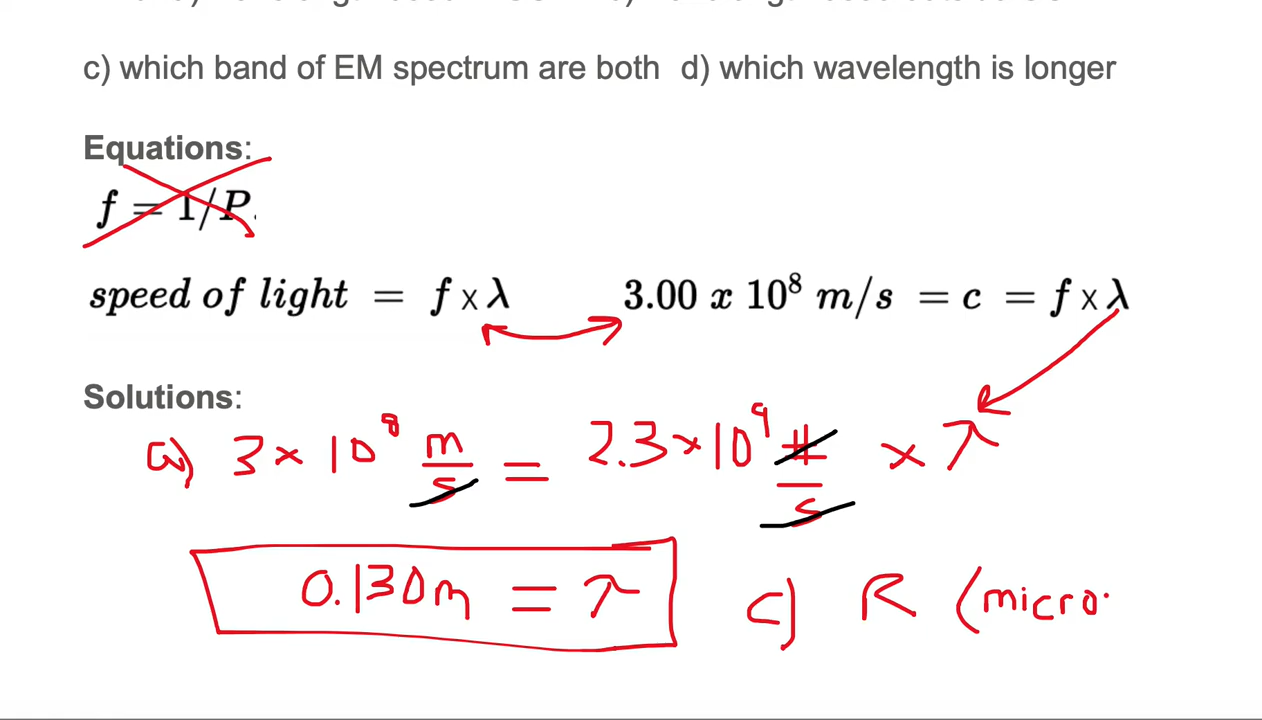 c) which band of EM spectrum are both d) which wavelength is longer
Equations:
f = 1/P.
speed of light = f x λ 3.00 x 10⁸ m/s = c = f x λ
Solutions:
a) 3 × 10⁸ m/s = 2.3 × 10⁹ #/s × λ
0.130m = λ c) R (micro.